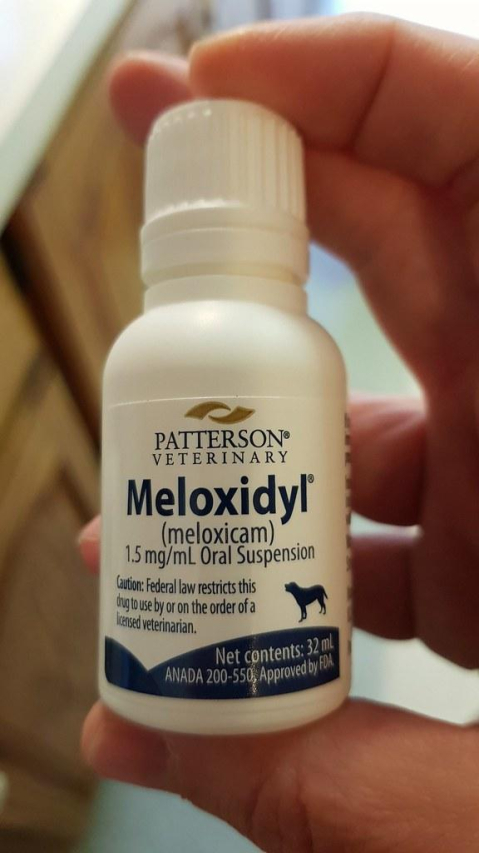 PATTERSON®
VETERINARY
Meloxidyl®
(meloxicam)
1.5 mg/mL Oral Suspension
Caution: Federal law restricts this
drug to use by or on the order of a
licensed veterinarian.
Net contents: 32 mL
ANADA 200-550, Approved by FDA